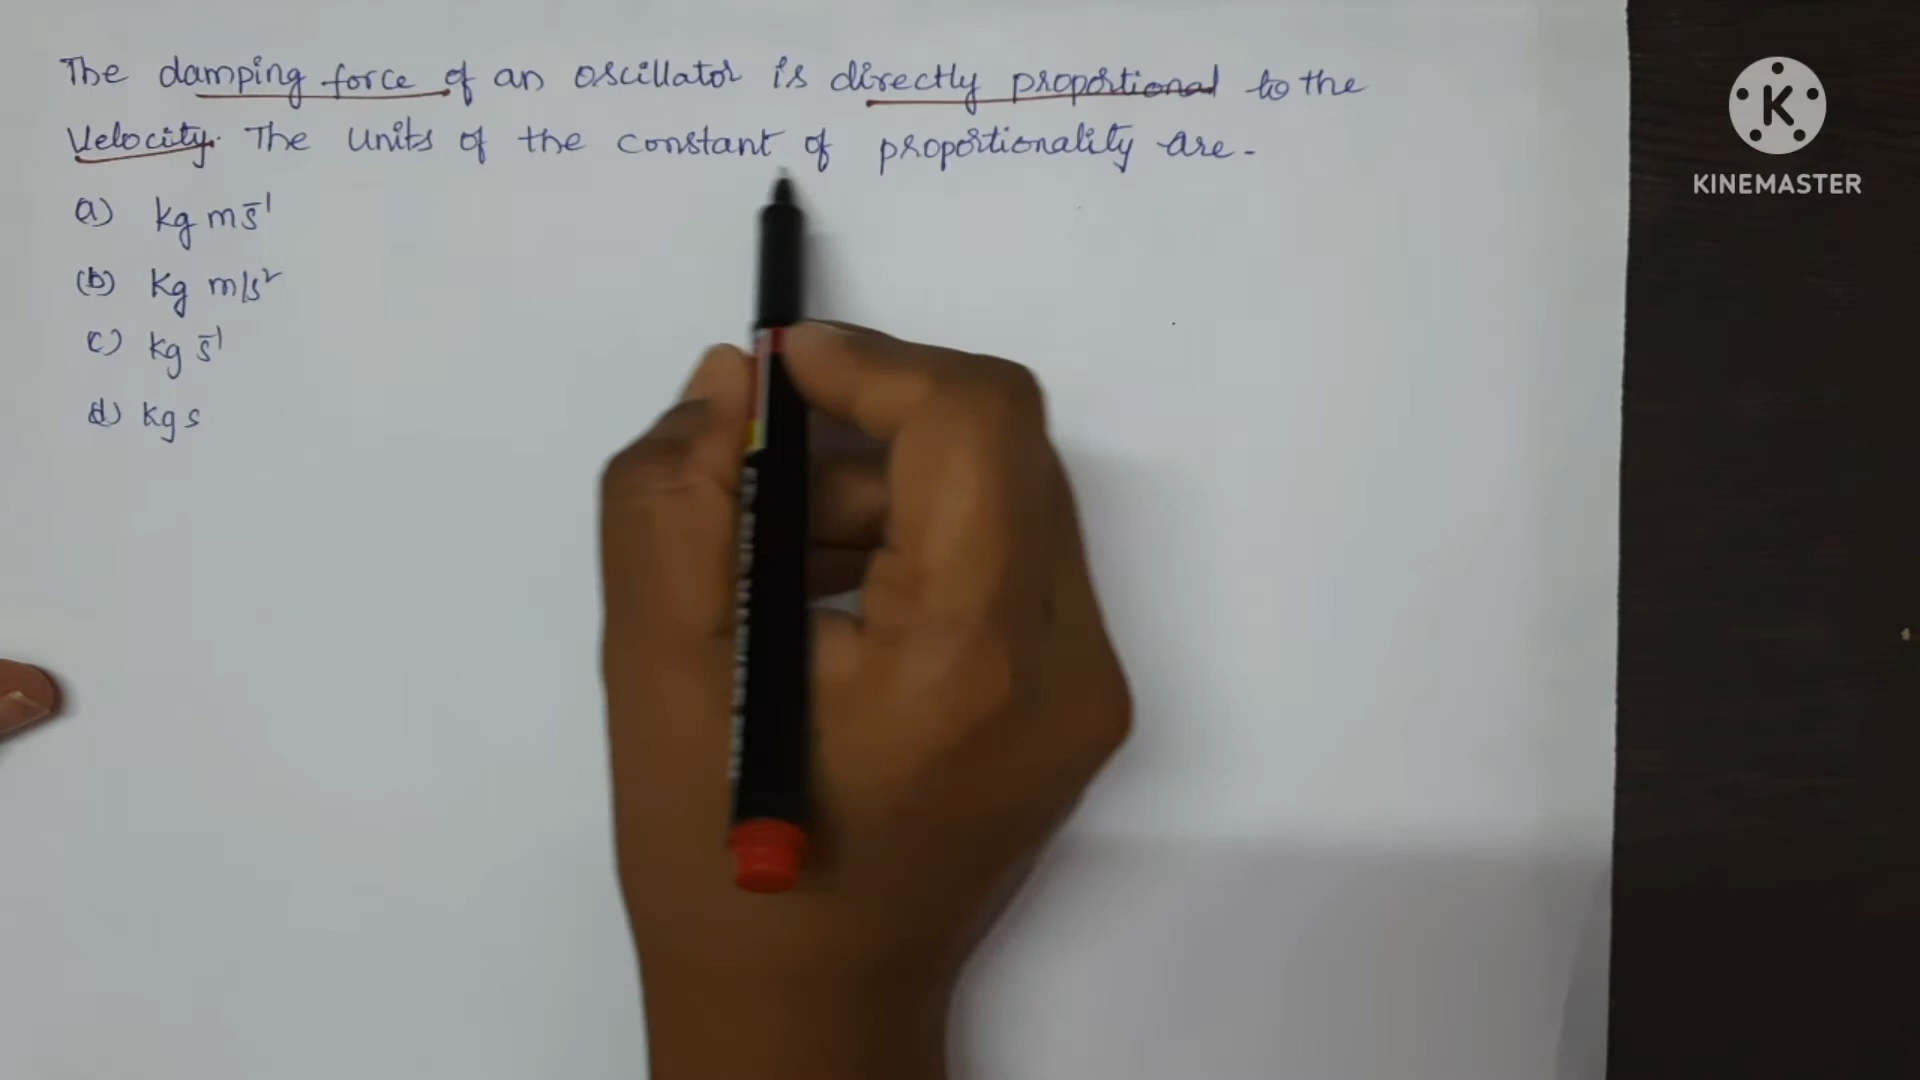 The damping force of an oscillator is directly proportional to the
Velocity. The units of the constant of proportionality are -
a) kg m s⁻¹
(b) Kg m/s²
c) kg s⁻¹
d) kg s
K
KINEMASTER